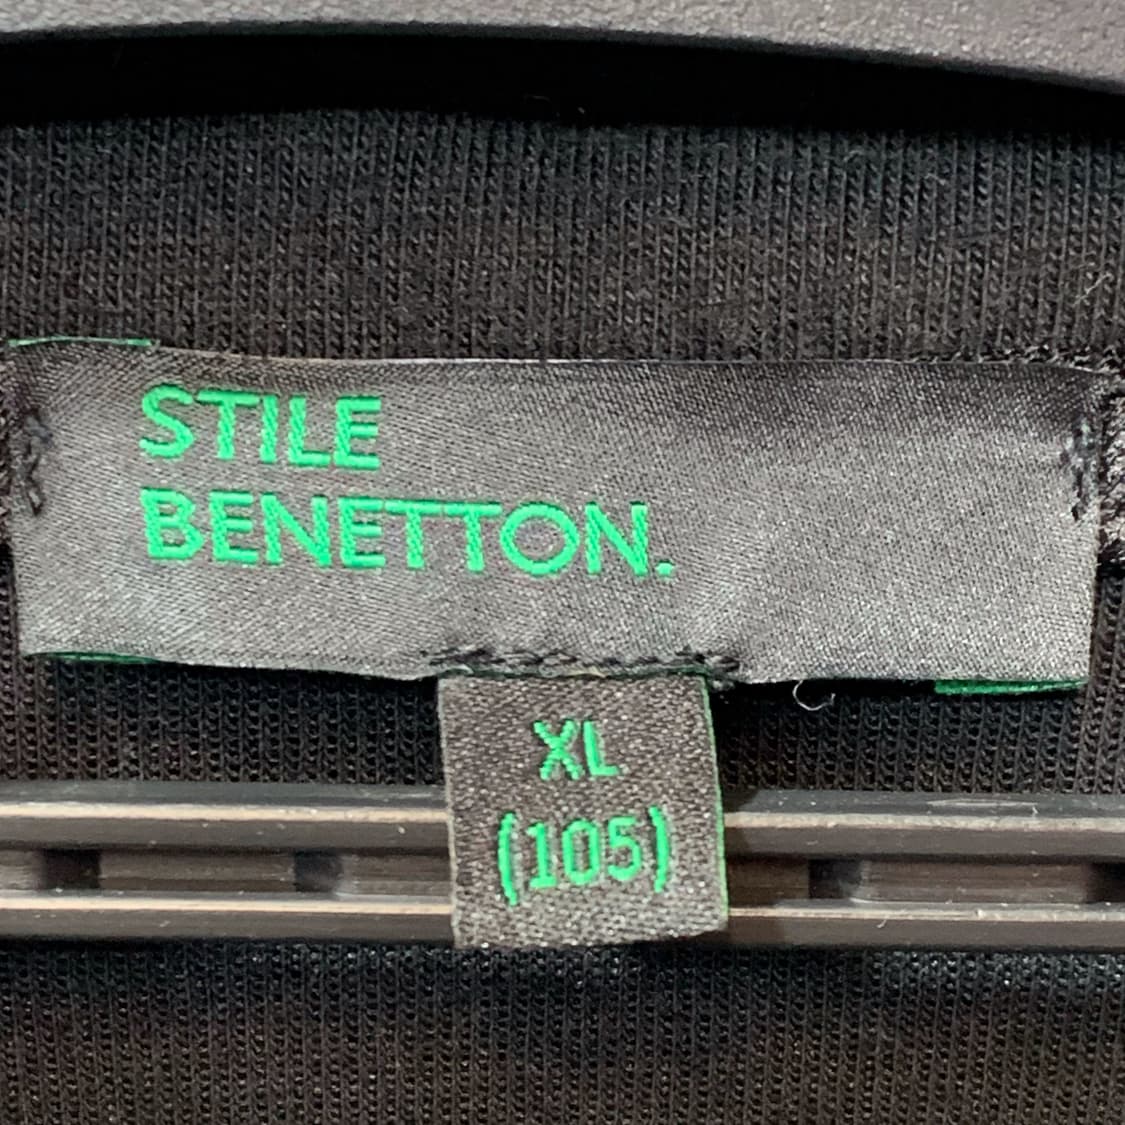 STILE
BENETTON.
XL
(105)